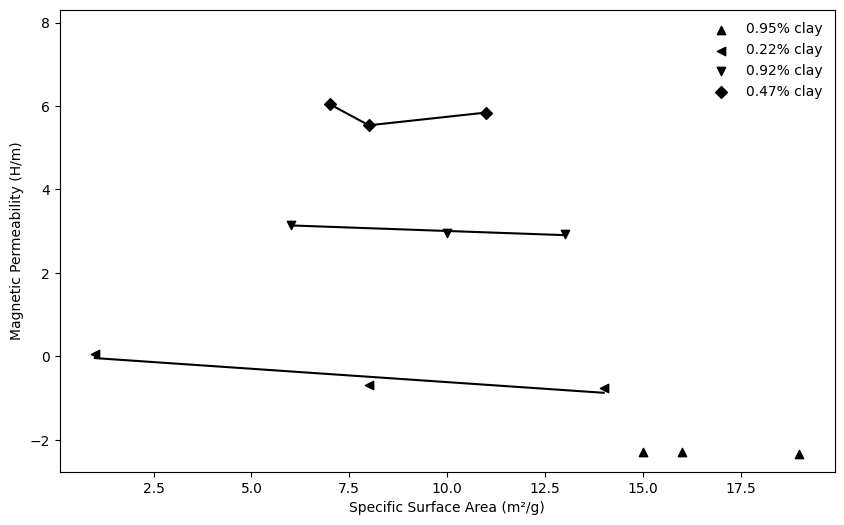 0.95% clay
0.22% clay
0.92% clay
0.47% clay
Magnetic Permeability (H/m)
8
6
4
2
0
−2
2.5 5.0 7.5 10.0 12.5 15.0 17.5
Specific Surface Area (m²/g)